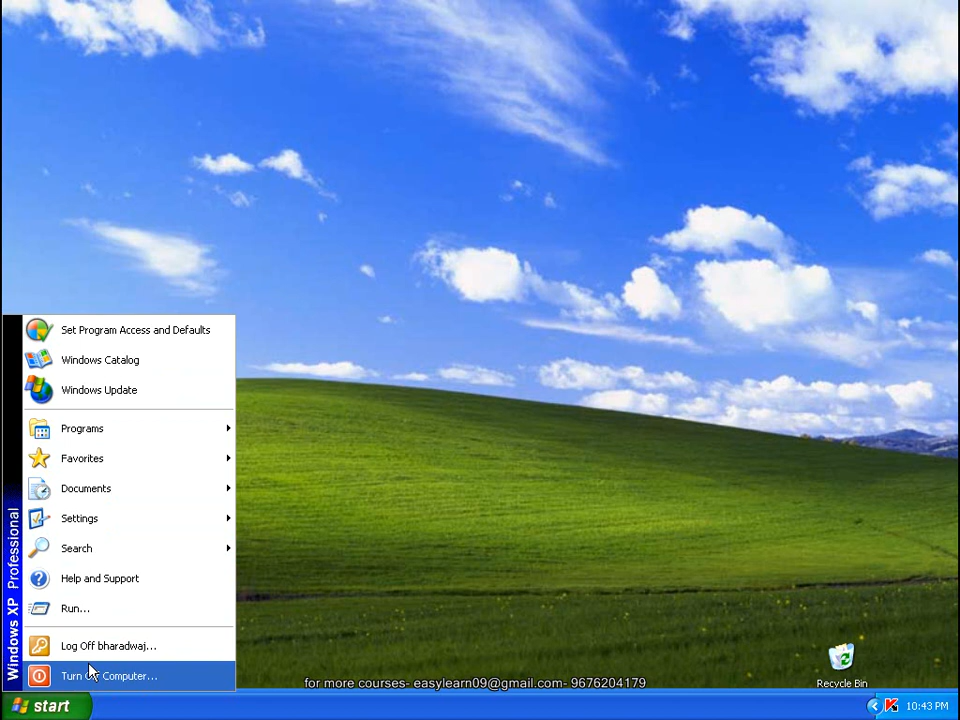 Set Program Access and Defaults
Windows Catalog
Windows Update
Programs
Favorites
Documents
Settings
Search
Help and Support
Run...
Log Off bharadwaj...
Turn Off Computer...
Windows XP Professional
for more courses- easylearn09@gmail.com- 9676204179
Recycle Bin
start
10:43 PM